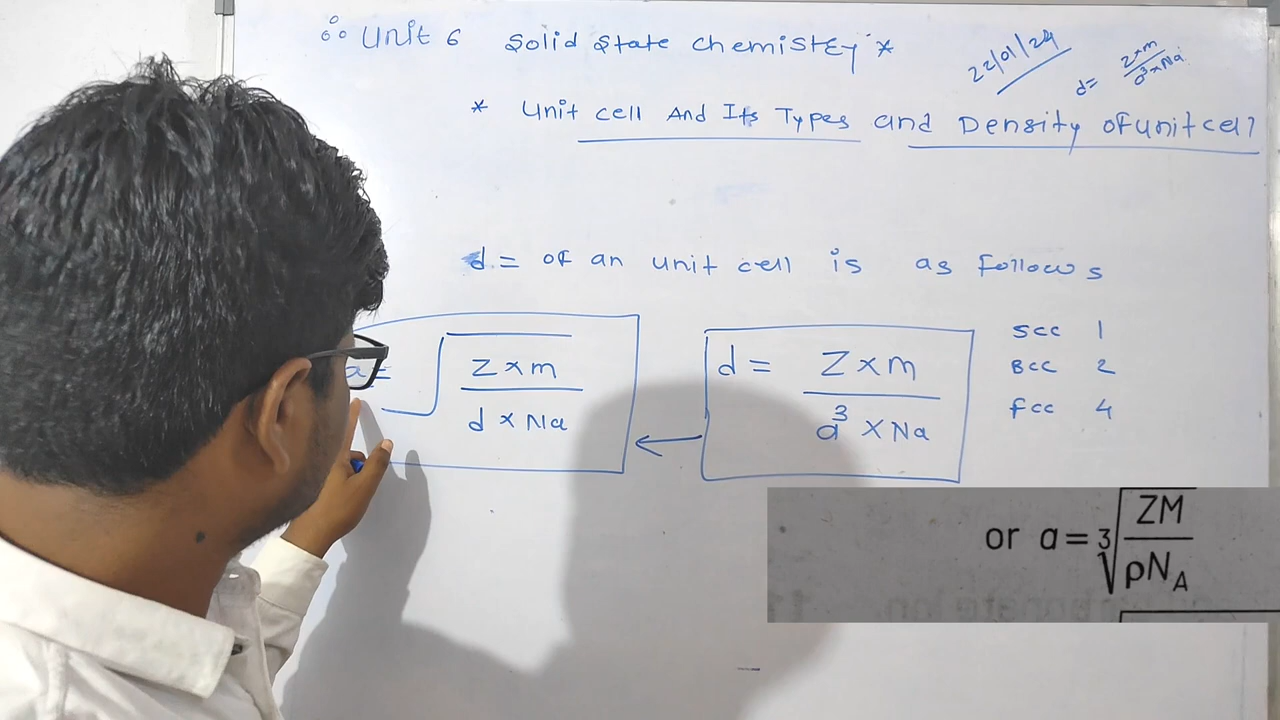 Unit 6 Solid State Chemistry *
22/01/24
d= Z×m / a³×Na
* Unit cell And Its Types and Density of unit cell
d = of an unit cell is as follows
a = √ Z×m / d×Na
d = Z×m / a³×Na
SCC 1
BCC 2
fcc 4
or a = ³√ ZM / ρN_A